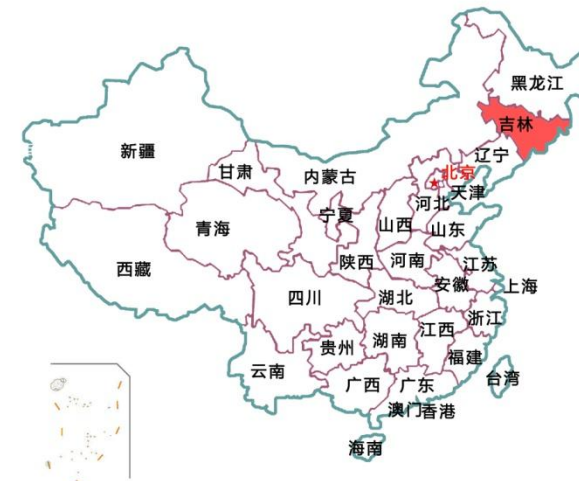 黑龙江
吉林
辽宁
新疆
甘肃
内蒙古
北京
天津
河北
宁夏
山西
山东
青海
西藏
陕西
河南
江苏
安徽
上海
四川
湖北
浙江
江西
湖南
贵州
福建
云南
台湾
广西
广东
澳门
香港
海南